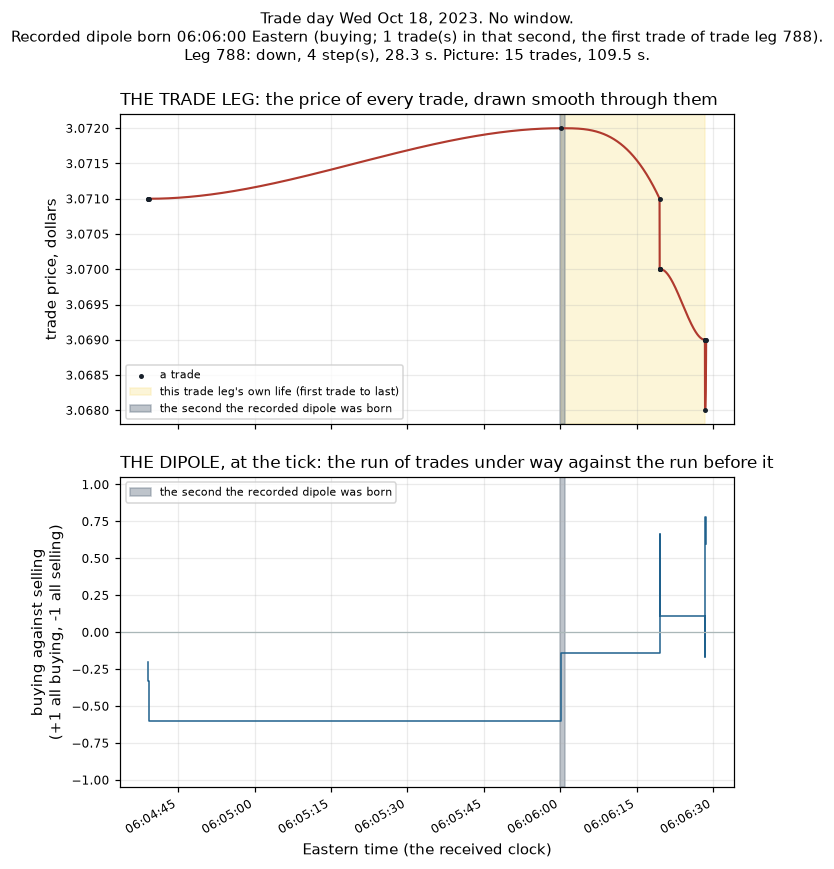 Trade day Wed Oct 18, 2023. No window.
Recorded dipole born 06:06:00 Eastern (buying; 1 trade(s) in that second, the first trade of trade leg 788).
Leg 788: down, 4 step(s), 28.3 s. Picture: 15 trades, 109.5 s.
THE TRADE LEG: the price of every trade, drawn smooth through them
trade price, dollars
3.0720
3.0715
3.0710
3.0705
3.0700
3.0695
3.0690
3.0685
3.0680
a trade
this trade leg's own life (first trade to last)
the second the recorded dipole was born
THE DIPOLE, at the tick: the run of trades under way against the run before it
buying against selling
(+1 all buying, -1 all selling)
1.00
0.75
0.50
0.25
0.00
−0.25
−0.50
−0.75
−1.00
the second the recorded dipole was born
06:04:45
06:05:00
06:05:15
06:05:30
06:05:45
06:06:00
06:06:15
06:06:30
Eastern time (the received clock)